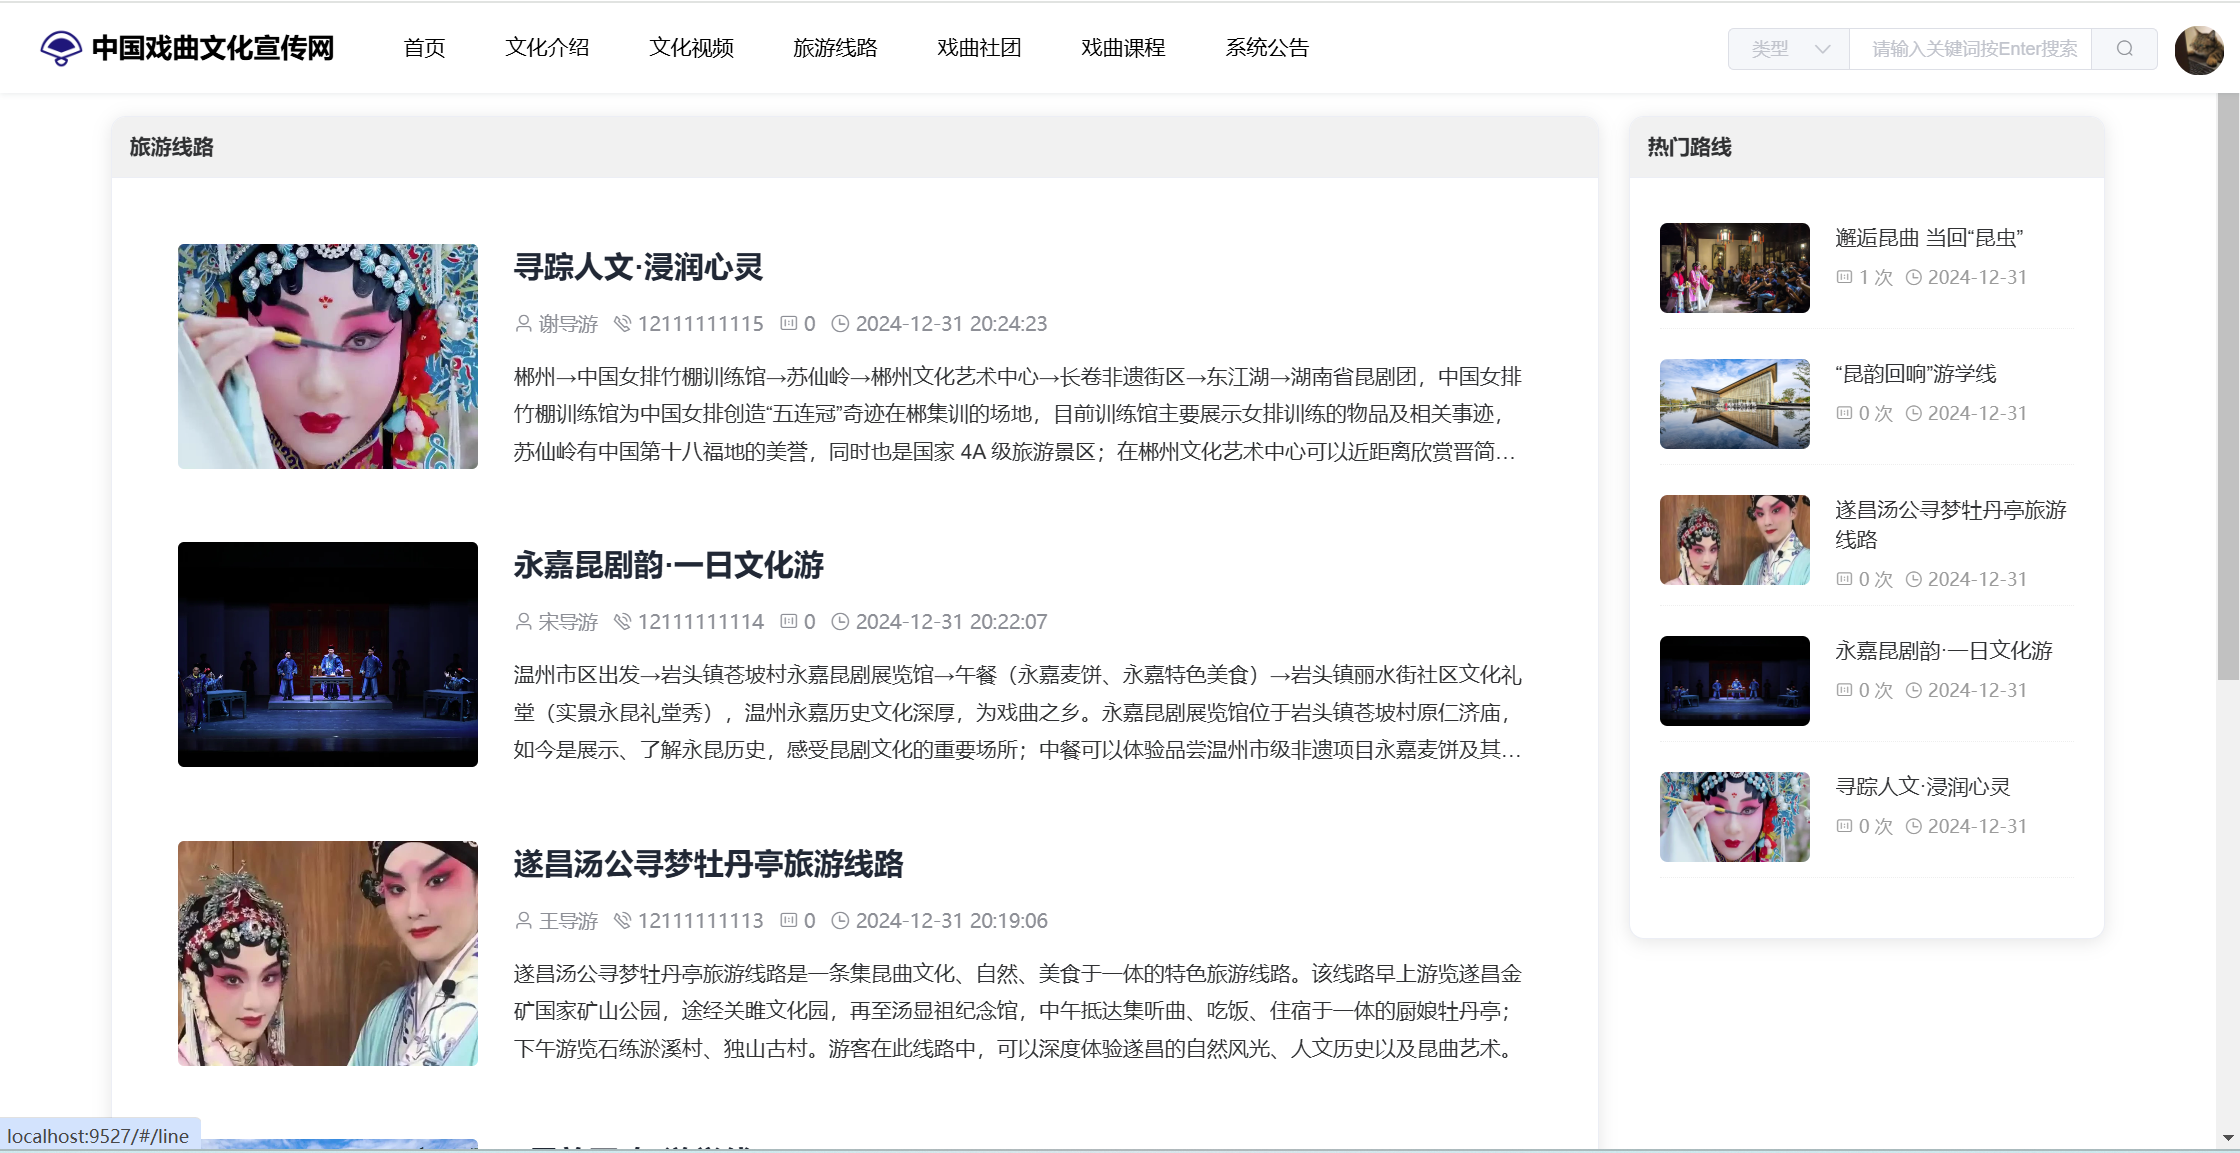 中国戏曲文化宣传网
首页
文化介绍
文化视频
旅游线路
戏曲社团
戏曲课程
系统公告
类型
请输入关键词按Enter搜索
旅游线路
寻踪人文·浸润心灵
谢导游 12111111115 0 2024-12-31 20:24:23
郴州→中国女排竹棚训练馆→苏仙岭→郴州文化艺术中心→长卷非遗街区→东江湖→湖南省昆剧团，中国女排
竹棚训练馆为中国女排创造“五连冠”奇迹在郴集训的场地，目前训练馆主要展示女排训练的物品及相关事迹，
苏仙岭有中国第十八福地的美誉，同时也是国家 4A 级旅游景区；在郴州文化艺术中心可以近距离欣赏晋简…
永嘉昆剧韵·一日文化游
宋导游 12111111114 0 2024-12-31 20:22:07
温州市区出发→岩头镇苍坡村永嘉昆剧展览馆→午餐（永嘉麦饼、永嘉特色美食）→岩头镇丽水街社区文化礼
堂（实景永昆礼堂秀），温州永嘉历史文化深厚，为戏曲之乡。永嘉昆剧展览馆位于岩头镇苍坡村原仁济庙，
如今是展示、了解永昆历史，感受昆剧文化的重要场所；中餐可以体验品尝温州市级非遗项目永嘉麦饼及其…
遂昌汤公寻梦牡丹亭旅游线路
王导游 12111111113 0 2024-12-31 20:19:06
遂昌汤公寻梦牡丹亭旅游线路是一条集昆曲文化、自然、美食于一体的特色旅游线路。该线路早上游览遂昌金
矿国家矿山公园，途经关雎文化园，再至汤显祖纪念馆，中午抵达集听曲、吃饭、住宿于一体的厨娘牡丹亭；
下午游览石练淤溪村、独山古村。游客在此线路中，可以深度体验遂昌的自然风光、人文历史以及昆曲艺术。
热门路线
邂逅昆曲 当回“昆虫”
1 次 2024-12-31
“昆韵回响”游学线
0 次 2024-12-31
遂昌汤公寻梦牡丹亭旅游
线路
0 次 2024-12-31
永嘉昆剧韵·一日文化游
0 次 2024-12-31
寻踪人文·浸润心灵
0 次 2024-12-31
localhost:9527/#/line